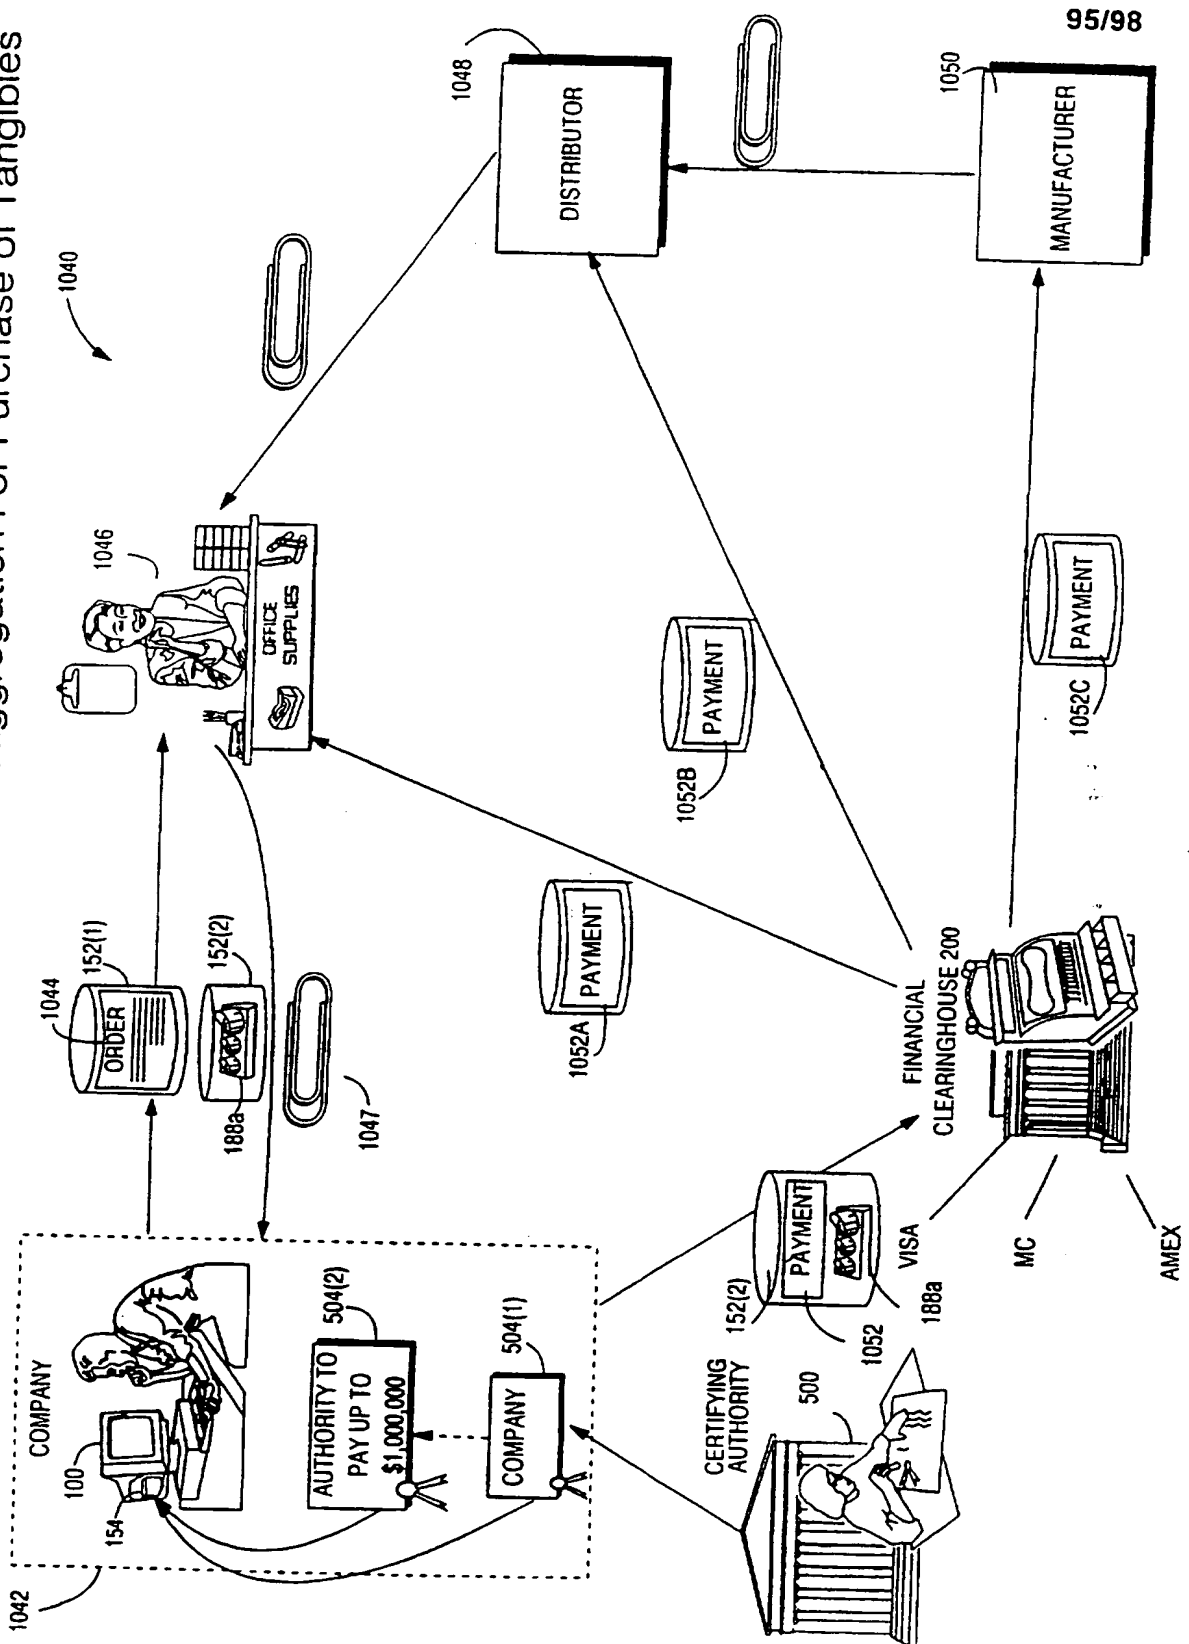 95/98
For Purchase of Tangibles
1040
1042
COMPANY
100
154
AUTHORITY TO
PAY UP TO
$1,000,000
504(2)
COMPANY
504(1)
1044
ORDER
152(1)
152(2)
188a
1047
1046
OFFICE
SUPPLIES
1048
DISTRIBUTOR
1050
MANUFACTURER
CERTIFYING
AUTHORITY
500
152(2)
PAYMENT
1052
188a
FINANCIAL
CLEARINGHOUSE 200
VISA
MC
AMEX
PAYMENT
1052A
PAYMENT
1052B
PAYMENT
1052C